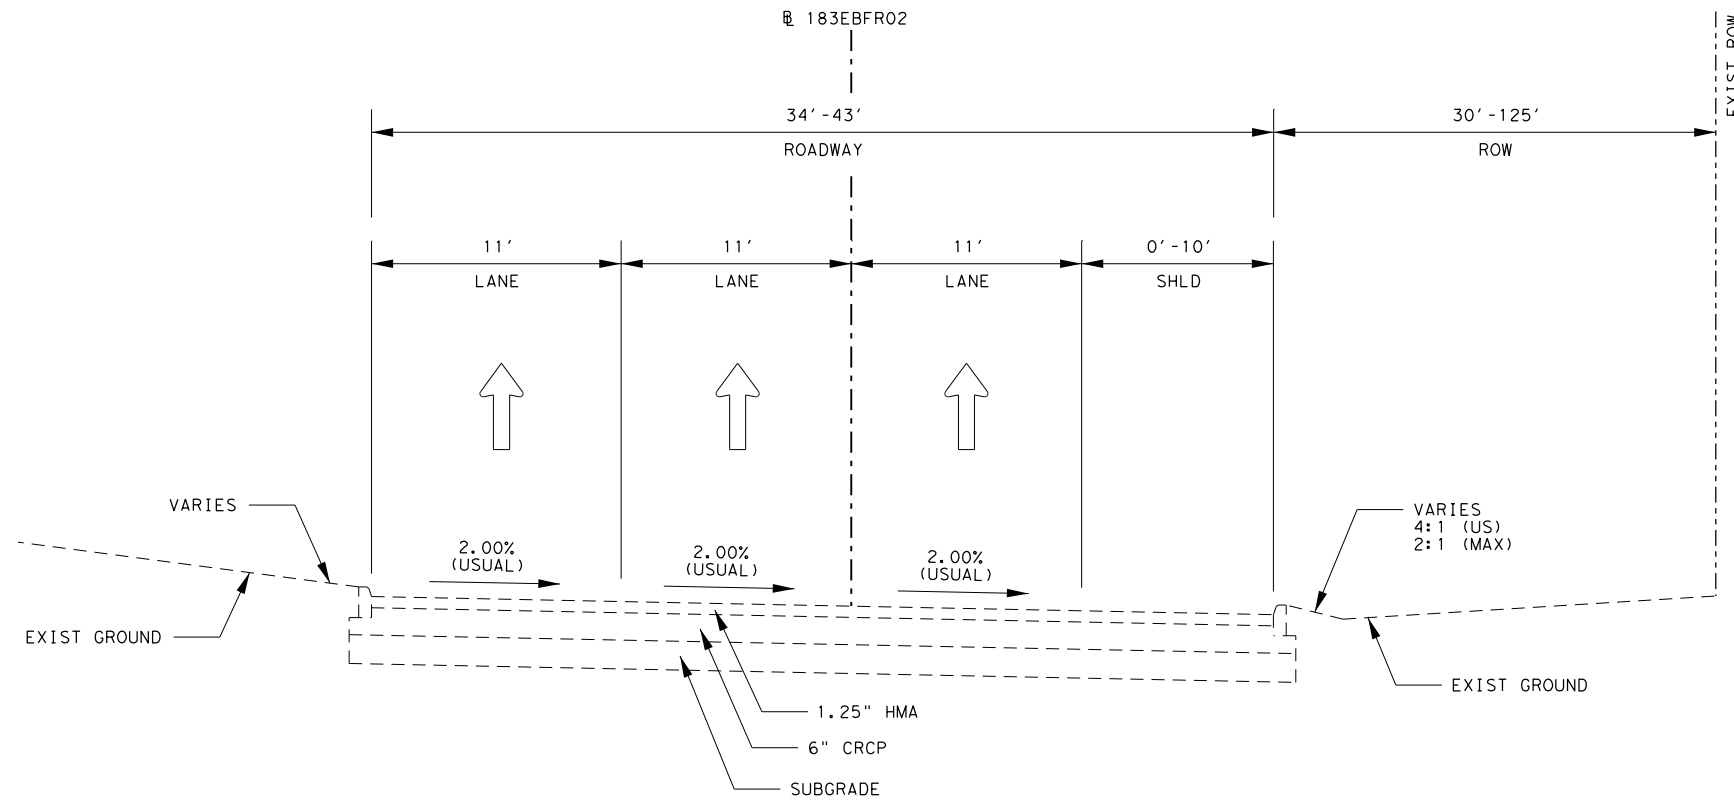 ℄ 183EBFR02
EXIST ROW
34'-43'
30'-125'
ROADWAY
ROW
11'
11'
11'
0'-10'
LANE
LANE
LANE
SHLD
VARIES
VARIES
4:1 (US)
2:1 (MAX)
2.00%
(USUAL)
2.00%
(USUAL)
2.00%
(USUAL)
EXIST GROUND
EXIST GROUND
1.25" HMA
6" CRCP
SUBGRADE